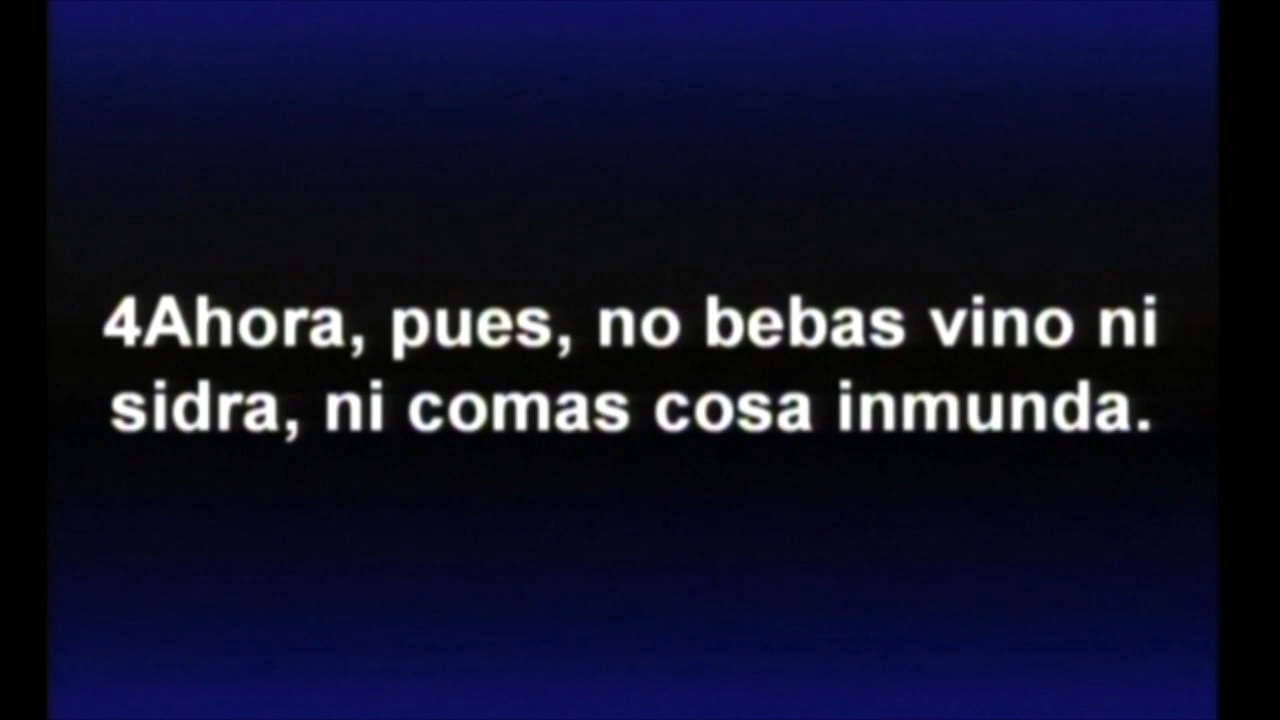 4Ahora, pues, no bebas vino ni
sidra, ni comas cosa inmunda.